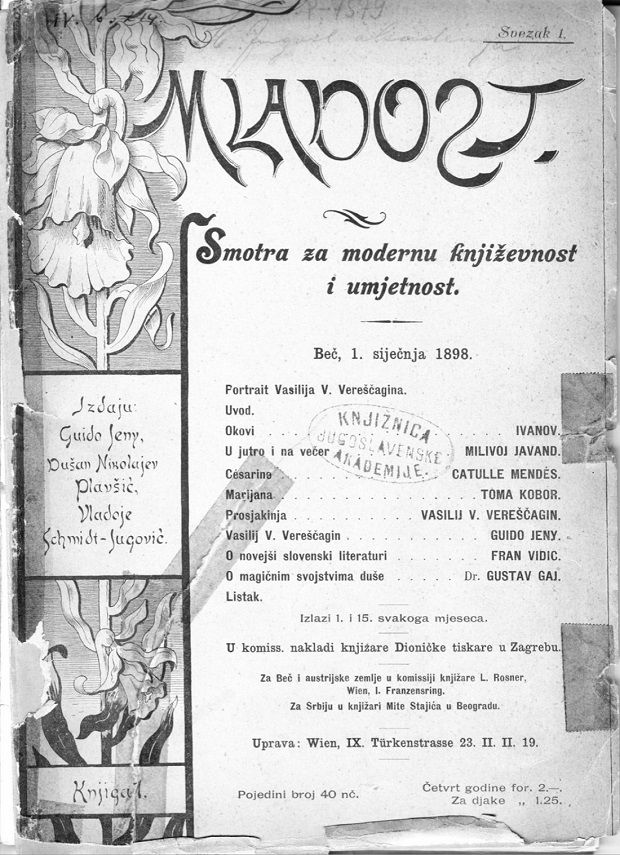 Svezak 1.
MLADOST.
Smotra za modernu književnost
i umjetnost.
Beč, 1. siječnja 1898.
Izdaju:
Guido Jeny,
Dušan Nikolajev
Plavšić,
Vladoje
Schmidt-Jugović.
Knjiga 1.
Portrait Vasilija V. Vereščagina.
Uvod.
Okovi . . . . . . . . . . IVANOV.
U jutro i na večer . . . MILIVOJ JAVAND.
Césarine . . . . . . . CATULLE MENDÈS.
Marijana . . . . . . . . TOMA KOBOR.
Prosjakinja . . . . . . VASILIJ V. VEREŠČAGIN.
Vasilij V. Vereščagin . . . . . . GUIDO JENY.
O novejši slovenski literaturi . . . . FRAN VIDIC.
O magičnim svojstvima duše . . . . . Dr. GUSTAV GAJ.
Listak.
KNJIŽNICA
JUGOSLAVENSKE
AKADEMIJE.
Izlazi 1. i 15. svakoga mjeseca.
U komiss. nakladi knjižare Dioničke tiskare u Zagrebu.
Za Beč i austrijske zemlje u komissiji knjižare L. Rosner,
Wien, I. Franzensring.
Za Srbiju u knjižari Mite Stajića u Beogradu.
Uprava: Wien, IX. Türkenstrasse 23. II. II. 19.
Pojedini broj 40 nč.
Četvrt godine for. 2.—.
Za djake „ 1.25.